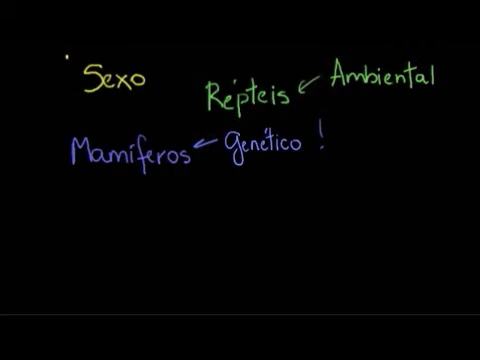 Sexo
Répteis ← Ambiental
Mamíferos ← Genético !